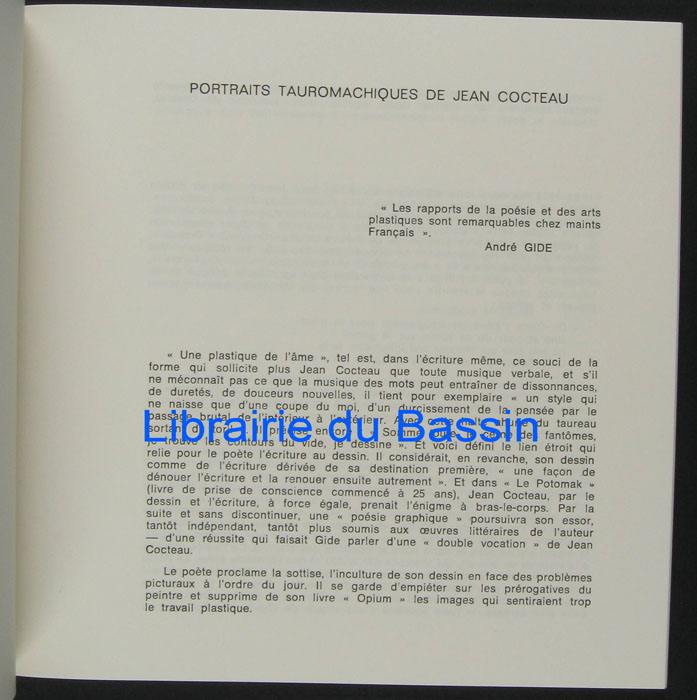 PORTRAITS TAUROMACHIQUES DE JEAN COCTEAU
« Les rapports de la poésie et des arts
plastiques sont remarquables chez maints
Français ».
André GIDE
« Une plastique de l'âme », tel est, dans l'écriture même, ce souci de la
forme qui sollicite plus Jean Cocteau que toute musique verbale, et s'il
ne méconnaît pas ce que la musique des mots peut entraîner de dissonnances,
de duretés, de douceurs nouvelles, il tient pour exemplaire « un style qui
ne naisse que d'une coupe du moi, d'un durcissement de la pensée par le
passage brutal de l'intérieur à l'extérieur. Avec cette du taureau
sortant du
Librairie du Bassin
fantômes,
je trouve les contours du vide, je dessine ». Et voici défini le lien étroit qui
relie pour le poète l'écriture au dessin. Il considérait, en revanche, son dessin
comme de l'écriture dérivée de sa destination première, « une façon de
dénouer l'écriture et la renouer ensuite autrement ». Et dans « Le Potomak »
(livre de prise de conscience commencé à 25 ans), Jean Cocteau, par le
dessin et l'écriture, à force égale, prenait l'énigme à bras-le-corps. Par la
suite et sans discontinuer, une « poésie graphique » poursuivra son essor,
tantôt indépendant, tantôt plus soumis aux œuvres littéraires de l'auteur
— d'une réussite qui faisait Gide parler d'une « double vocation » de Jean
Cocteau.
Le poète proclame la sottise, l'inculture de son dessin en face des problèmes
picturaux à l'ordre du jour. Il se garde d'empiéter sur les prérogatives du
peintre et supprime de son livre « Opium » les images qui sentiraient trop
le travail plastique.